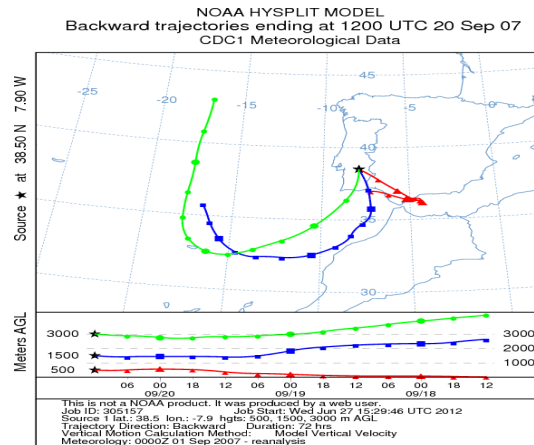 NOAA HYSPLIT MODEL
Backward trajectories ending at 1200 UTC 20 Sep 07
CDC1 Meteorological Data
Source ★ at 38.50 N 7.90 W
-25
-20
-15
-10
-5
45
40
35
30
Meters AGL
3000
1500
500
3000
2000
1000
06 00 18 12 06 00 18 12 06 00 18 12
09/20 09/19 09/18
This is not a NOAA product. It was produced by a web user.
Job ID: 305157 Job Start: Wed Jun 27 15:29:46 UTC 2012
Source 1 lat.: 38.5 lon.: -7.9 hgts: 500, 1500, 3000 m AGL
Trajectory Direction: Backward Duration: 72 hrs
Vertical Motion Calculation Method: Model Vertical Velocity
Meteorology: 0000Z 01 Sep 2007 - reanalysis